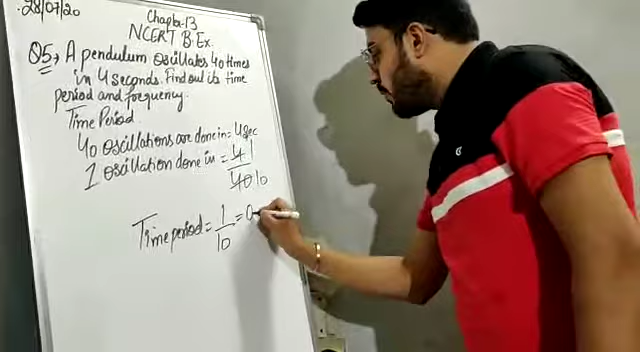 28/07/20
Chapter-13
NCERT B.Ex.
Q5, A pendulum oscillates 40 times
in 4 seconds. Find out its time
period and frequency.
Time Period.
40 oscillations are done in = 4 sec
1 oscillation done in = 4 1
40 10
Time period = 1/10 = 0